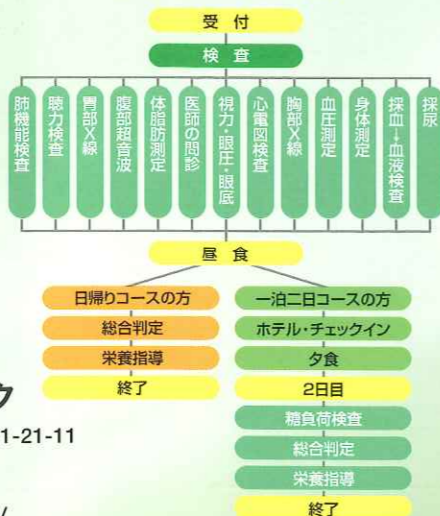 受付
検査
肺機能検査
聴力検査
胃部X線
腹部超音波
体脂肪測定
医師の問診
視力・眼圧・眼底
心電図検査
胸部X線
血圧測定
身体測定
採血→血液検査
採尿
昼食
日帰りコースの方
総合判定
栄養指導
終了
一泊二日コースの方
ホテル・チェックイン
夕食
2日目
糖負荷検査
総合判定
栄養指導
終了
ク
1-21-11
/